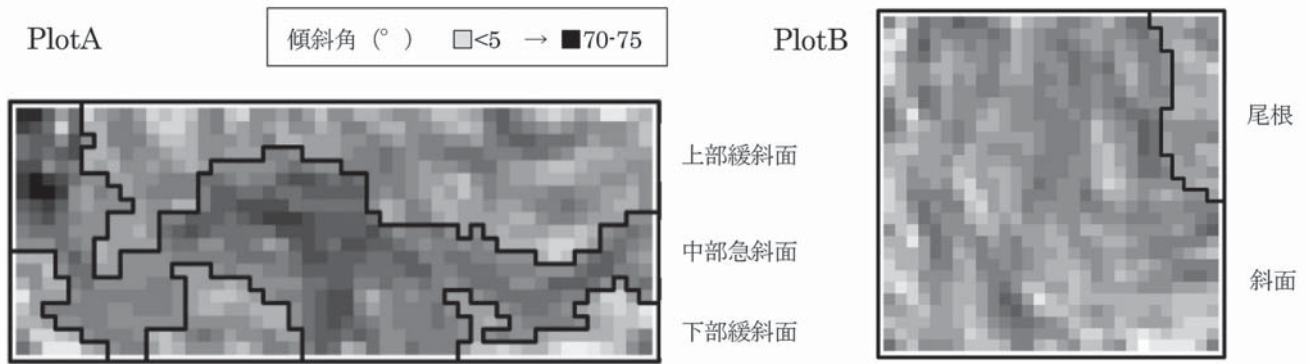 PlotA
傾斜角（°） □<5 → ■70-75
PlotB
上部緩斜面
中部急斜面
下部緩斜面
尾根
斜面